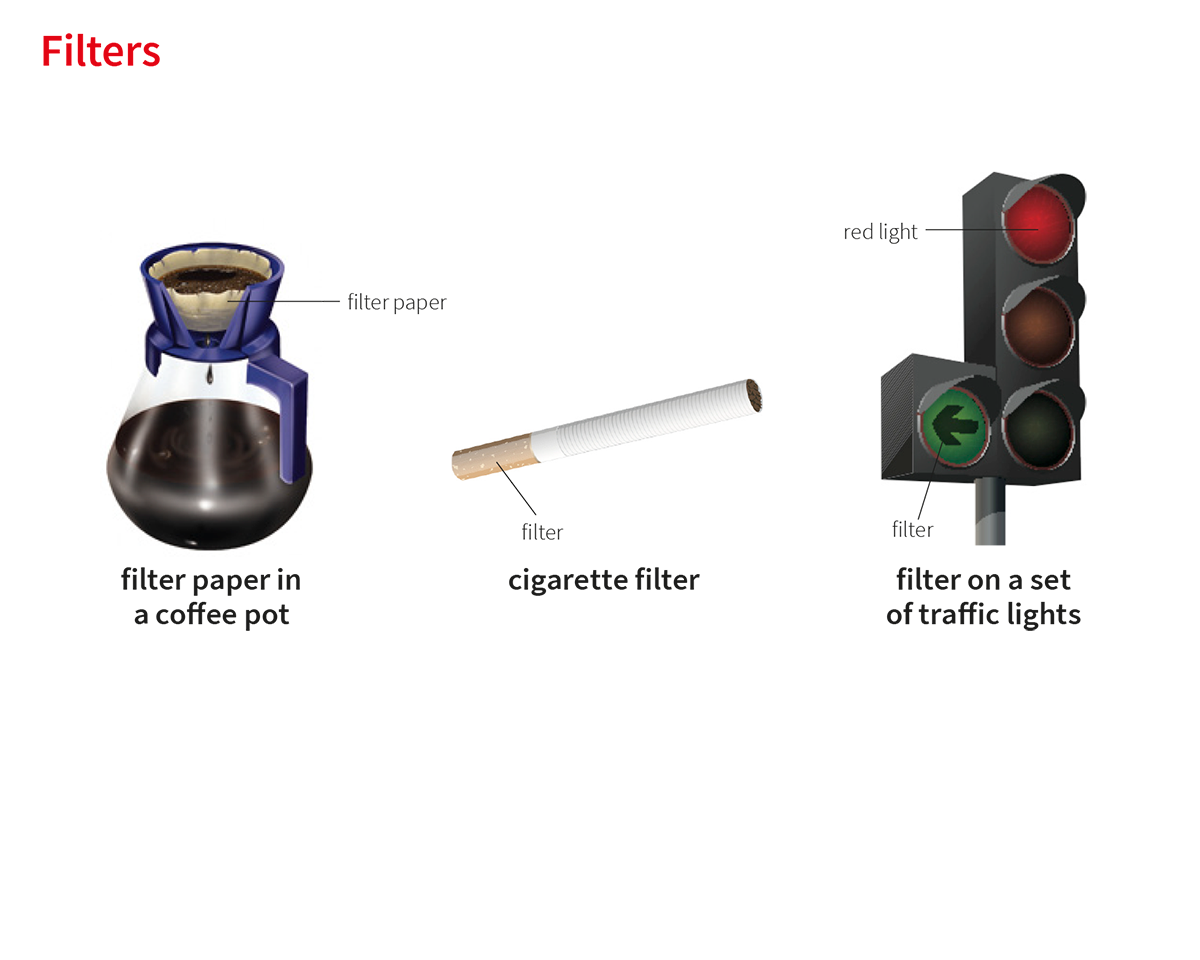 Filters
red light
filter paper
filter
filter
filter paper in
a coffee pot
cigarette filter
filter on a set
of traffic lights